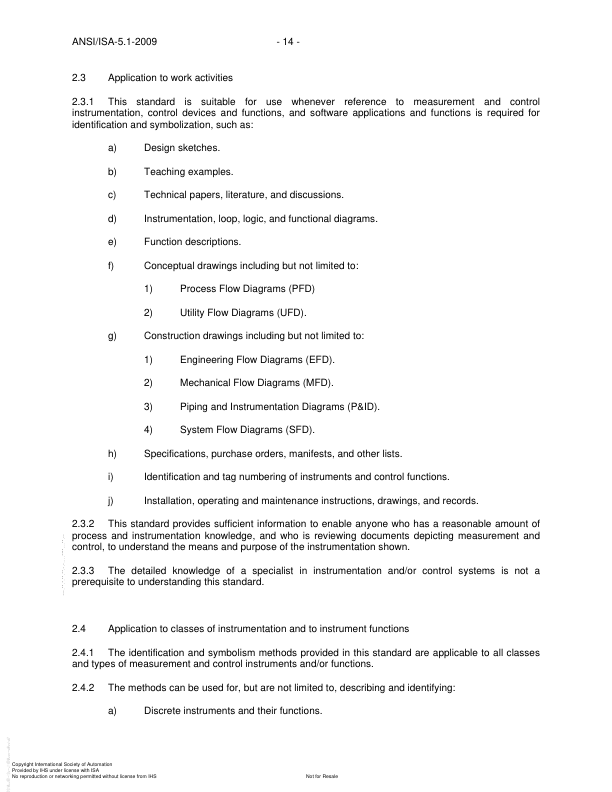 ANSI/ISA-5.1-2009 - 14 -
2.3 Application to work activities
2.3.1 This standard is suitable for use whenever reference to measurement and control
instrumentation, control devices and functions, and software applications and functions is required for
identification and symbolization, such as:
a) Design sketches.
b) Teaching examples.
c) Technical papers, literature, and discussions.
d) Instrumentation, loop, logic, and functional diagrams.
e) Function descriptions.
f) Conceptual drawings including but not limited to:
1) Process Flow Diagrams (PFD)
2) Utility Flow Diagrams (UFD).
g) Construction drawings including but not limited to:
1) Engineering Flow Diagrams (EFD).
2) Mechanical Flow Diagrams (MFD).
3) Piping and Instrumentation Diagrams (P&ID).
4) System Flow Diagrams (SFD).
h) Specifications, purchase orders, manifests, and other lists.
i) Identification and tag numbering of instruments and control functions.
j) Installation, operating and maintenance instructions, drawings, and records.
2.3.2 This standard provides sufficient information to enable anyone who has a reasonable amount of
process and instrumentation knowledge, and who is reviewing documents depicting measurement and
control, to understand the means and purpose of the instrumentation shown.
2.3.3 The detailed knowledge of a specialist in instrumentation and/or control systems is not a
prerequisite to understanding this standard.
2.4 Application to classes of instrumentation and to instrument functions
2.4.1 The identification and symbolism methods provided in this standard are applicable to all classes
and types of measurement and control instruments and/or functions.
2.4.2 The methods can be used for, but are not limited to, describing and identifying:
a) Discrete instruments and their functions.
Copyright International Society of Automation
Provided by IHS under license with ISA
No reproduction or networking permitted without license from IHS Not for Resale